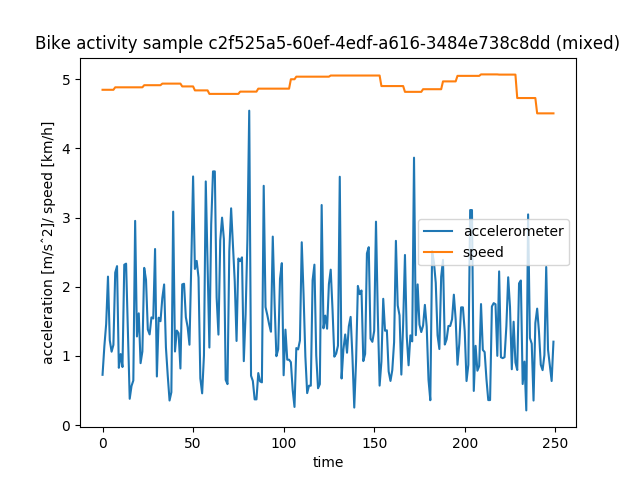 Bike activity sample c2f525a5-60ef-4edf-a616-3484e738c8dd (mixed)
acceleration [m/s^2]/ speed [km/h]
5
4
3
2
1
0
accelerometer
speed
0 50 100 150 200 250
time